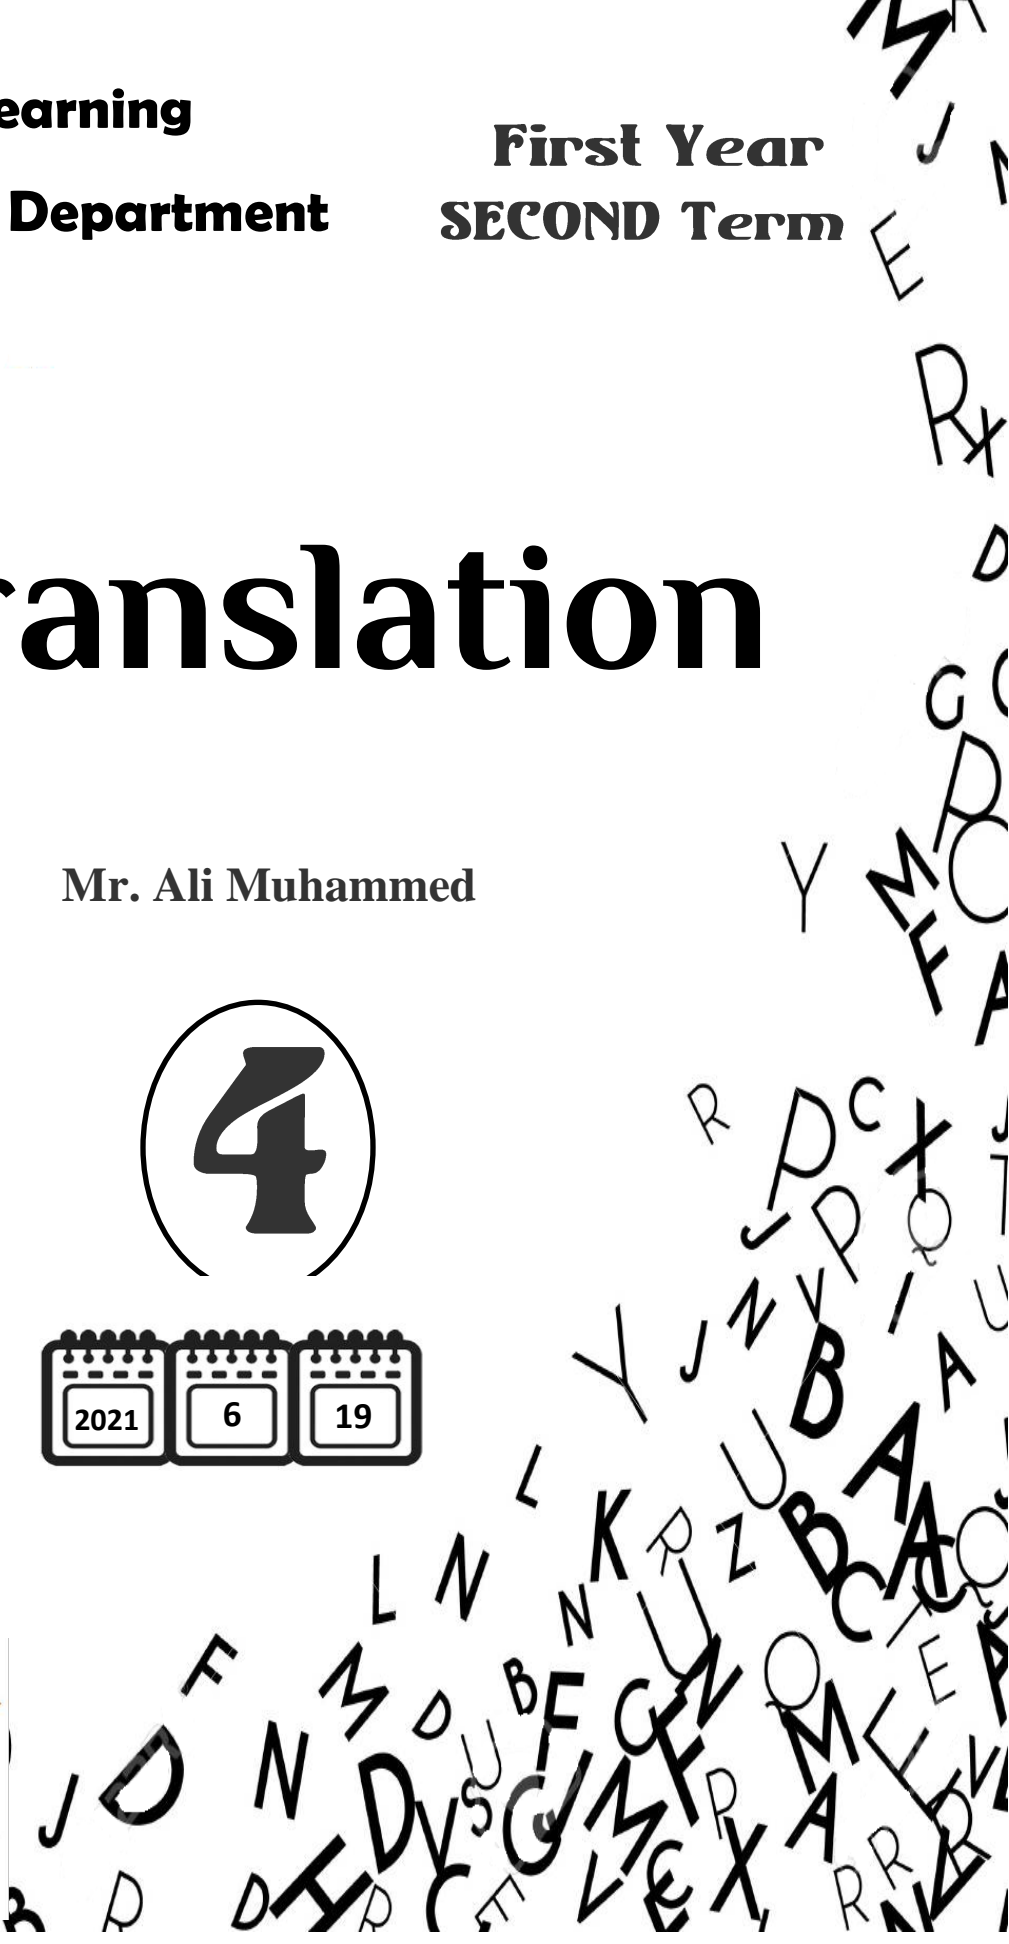 earning
Department
First Year
SECOND Term
ranslation
Mr. Ali Muhammed
4
2021 6 19